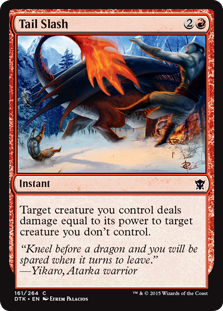 Tail Slash 2
Instant
Target creature you control deals
damage equal to its power to target
creature you don't control.
"Kneel before a dragon and you will be
spared when it turns to leave."
—Yikaro, Atarka warrior
161/264 C
DTK • EN Efrem Palacios
™ & © 2015 Wizards of the Coast